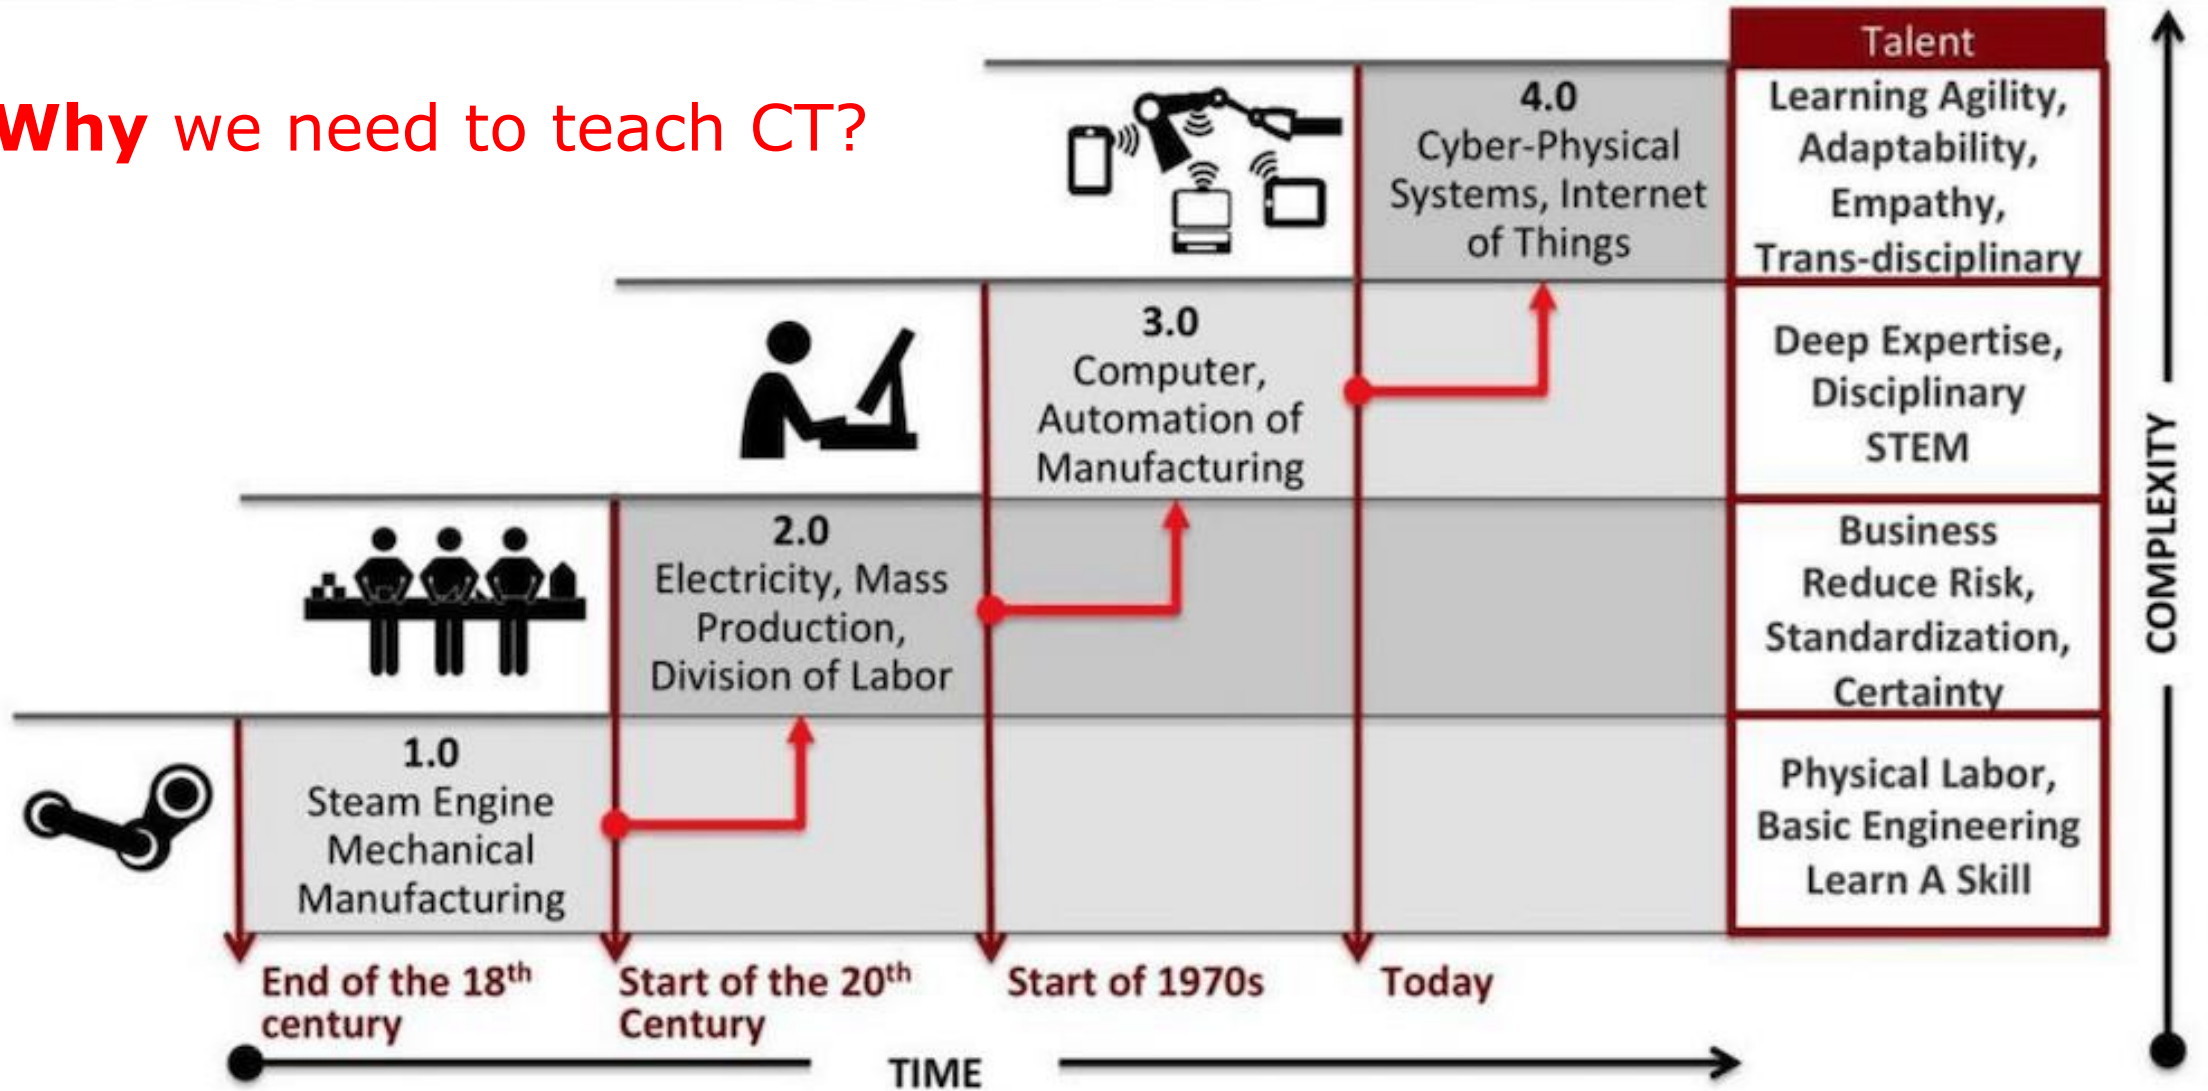 Why we need to teach CT?
Talent
4.0
Cyber-Physical
Systems, Internet
of Things
Learning Agility,
Adaptability,
Empathy,
Trans-disciplinary
3.0
Computer,
Automation of
Manufacturing
Deep Expertise,
Disciplinary
STEM
2.0
Electricity, Mass
Production,
Division of Labor
Business
Reduce Risk,
Standardization,
Certainty
1.0
Steam Engine
Mechanical
Manufacturing
Physical Labor,
Basic Engineering
Learn A Skill
COMPLEXITY
End of the 18th
century
Start of the 20th
Century
Start of 1970s
Today
TIME